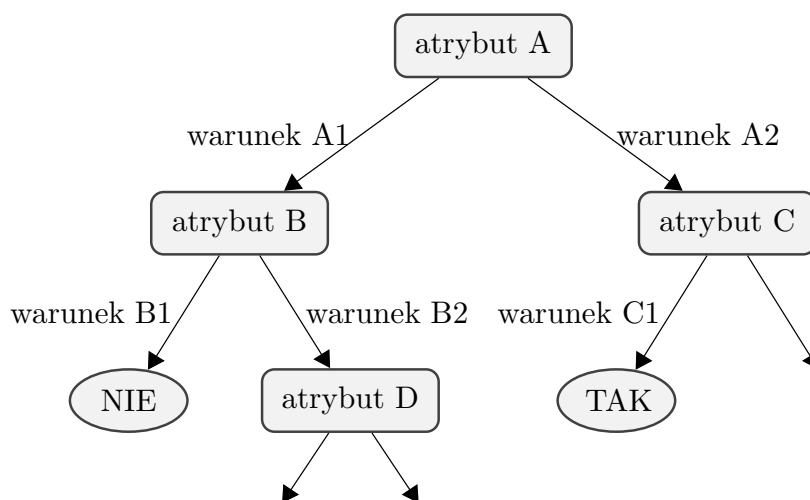 atrybut A
warunek A1
warunek A2
atrybut B
atrybut C
warunek B1
warunek B2
warunek C1
NIE
atrybut D
TAK